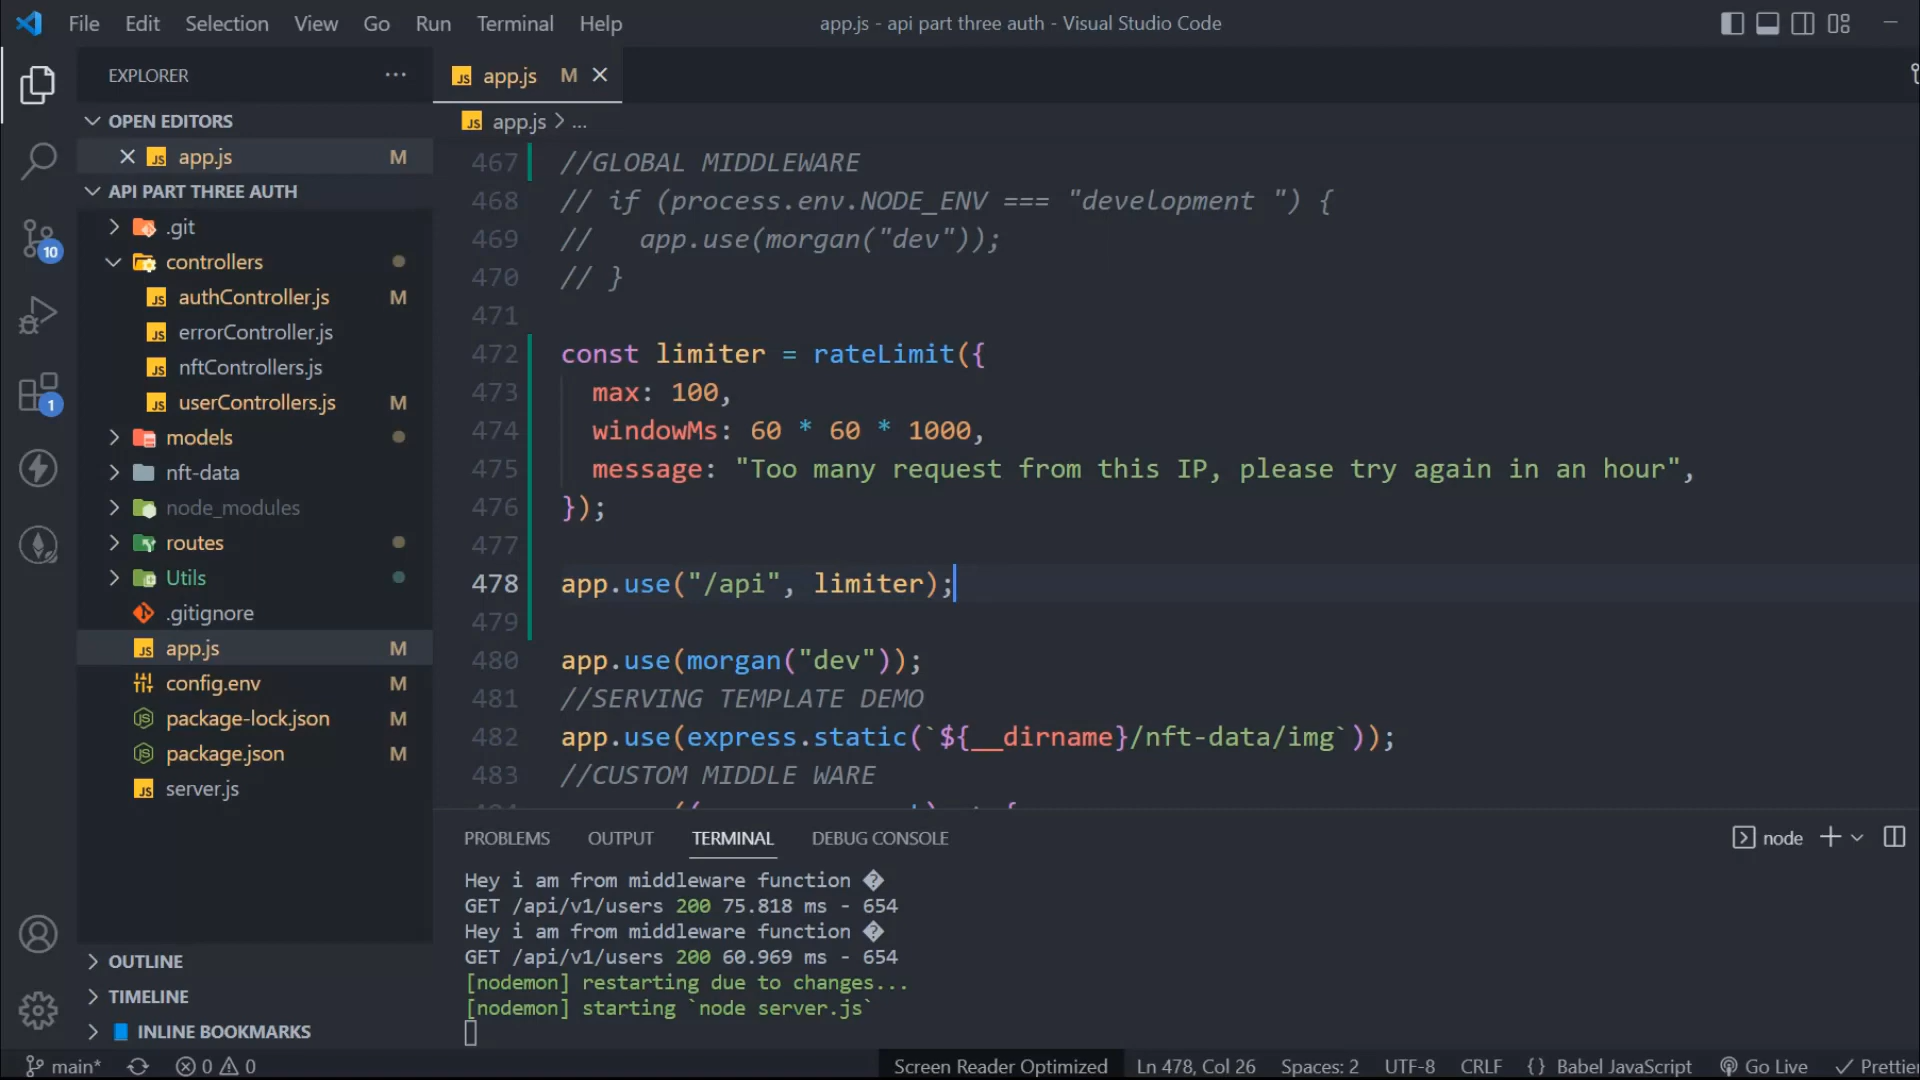 File Edit Selection View Go Run Terminal Help
app.js - api part three auth - Visual Studio Code
EXPLORER
OPEN EDITORS
app.js M
API PART THREE AUTH
.git
controllers
authController.js M
errorController.js
nftControllers.js
userControllers.js M
models
nft-data
node_modules
routes
Utils
.gitignore
app.js M
config.env M
package-lock.json M
package.json M
server.js
OUTLINE
TIMELINE
INLINE BOOKMARKS
10
1
JS app.js M
JS app.js > ...
467 //GLOBAL MIDDLEWARE
468 // if (process.env.NODE_ENV === "development ") {
469 //   app.use(morgan("dev"));
470 // }
471
472 const limiter = rateLimit({
473   max: 100,
474   windowMs: 60 * 60 * 1000,
475   message: "Too many request from this IP, please try again in an hour",
476 });
477
478 app.use("/api", limiter);
479
480 app.use(morgan("dev"));
481 //SERVING TEMPLATE DEMO
482 app.use(express.static(`${__dirname}/nft-data/img`));
483 //CUSTOM MIDDLE WARE
PROBLEMS OUTPUT TERMINAL DEBUG CONSOLE
node
Hey i am from middleware function �
GET /api/v1/users 200 75.818 ms - 654
Hey i am from middleware function �
GET /api/v1/users 200 60.969 ms - 654
[nodemon] restarting due to changes...
[nodemon] starting `node server.js`
main* 0 0 Screen Reader Optimized Ln 478, Col 26 Spaces: 2 UTF-8 CRLF {} Babel JavaScript Go Live